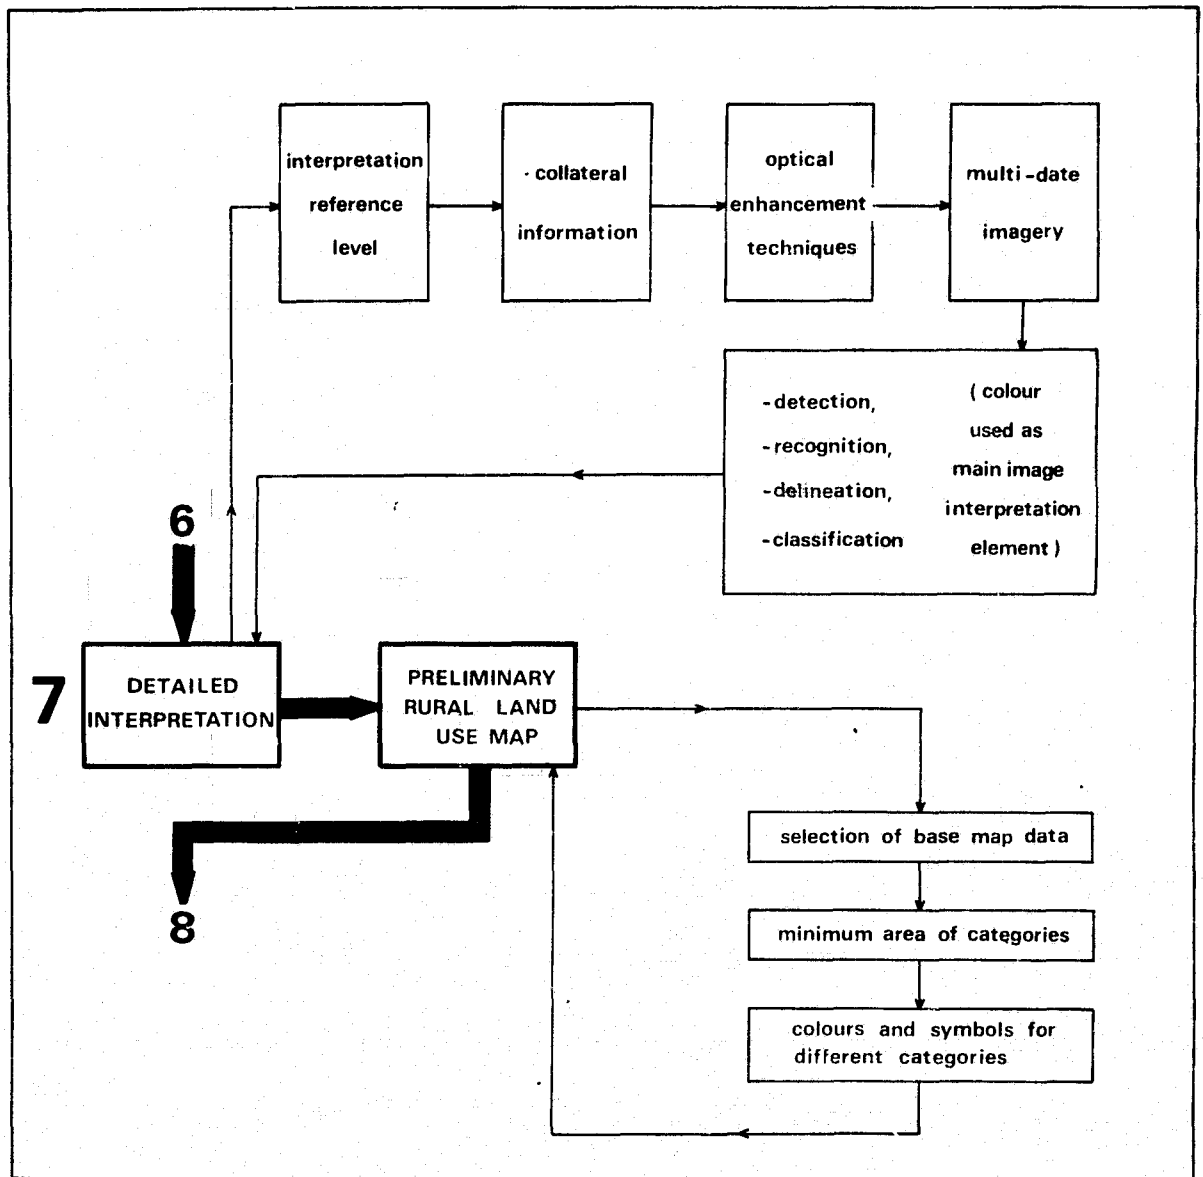 interpretation
reference
level
collateral
information
optical
enhancement
techniques
multi-date
imagery
-detection,
-recognition,
-delineation,
-classification
( colour
used as
main image
interpretation
element )
6
7
DETAILED
INTERPRETATION
PRELIMINARY
RURAL LAND
USE MAP
8
selection of base map data
minimum area of categories
colours and symbols for
different categories